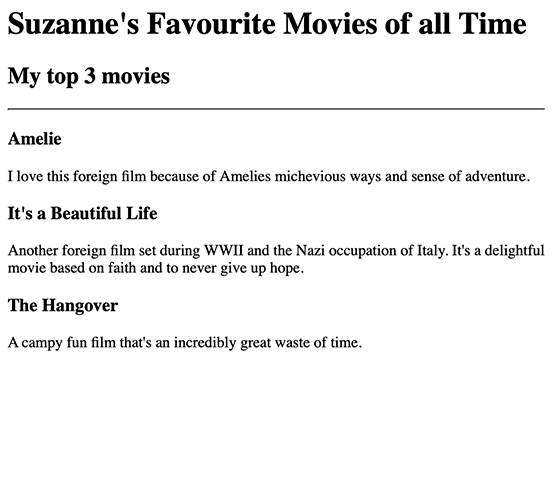 Suzanne's Favourite Movies of all Time
My top 3 movies
Amelie
I love this foreign film because of Amelies michevious ways and sense of adventure.
It's a Beautiful Life
Another foreign film set during WWII and the Nazi occupation of Italy. It's a delightful
movie based on faith and to never give up hope.
The Hangover
A campy fun film that's an incredibly great waste of time.